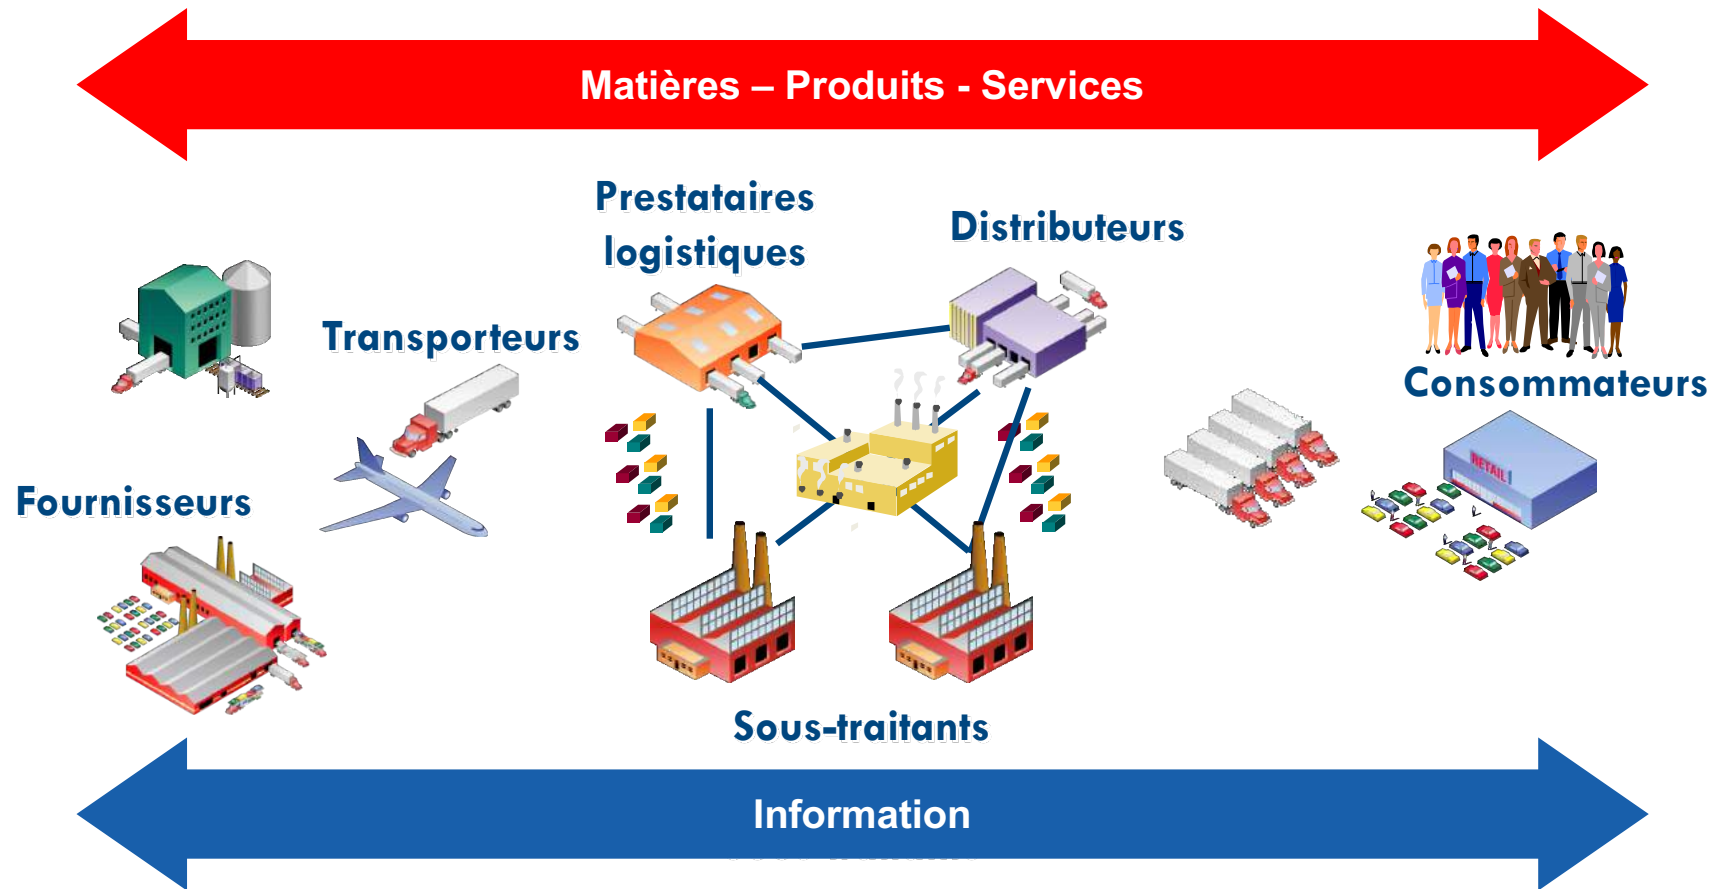 Matières – Produits - Services
Prestataires
logistiques
Distributeurs
Transporteurs
Consommateurs
RETAIL
Fournisseurs
Sous-traitants
Information